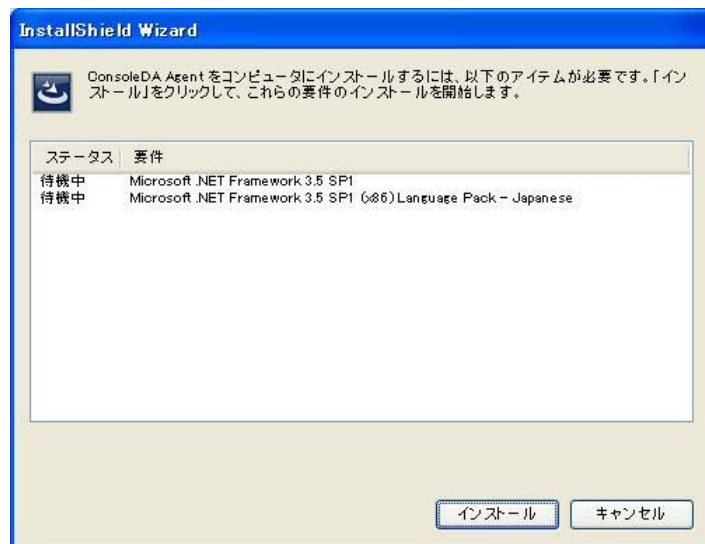 InstallShield Wizard
ConsoleDA Agent をコンピュータにインストールするには、以下のアイテムが必要です。「イン
ストール」をクリックして、これらの要件のインストールを開始します。
ステータス 要件
待機中 Microsoft .NET Framework 3.5 SP1
待機中 Microsoft .NET Framework 3.5 SP1 (x86) Language Pack - Japanese
インストール キャンセル